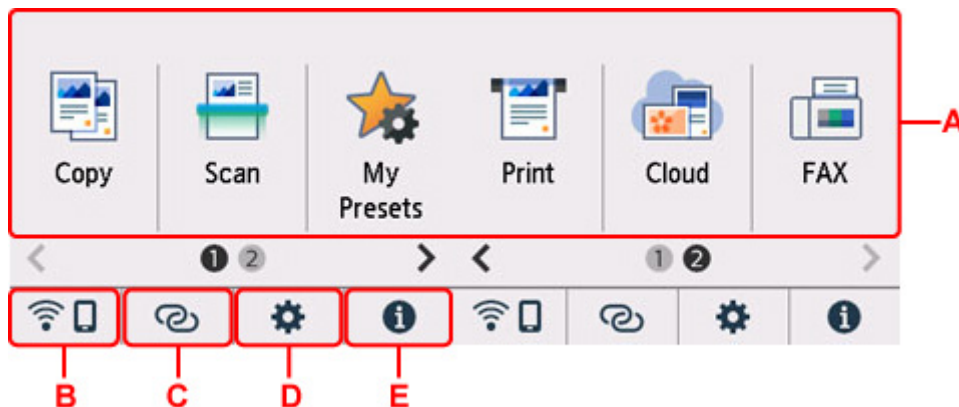 Copy
Scan
My
Presets
Print
Cloud
FAX
A
1 2
1 2
B
C
D
E